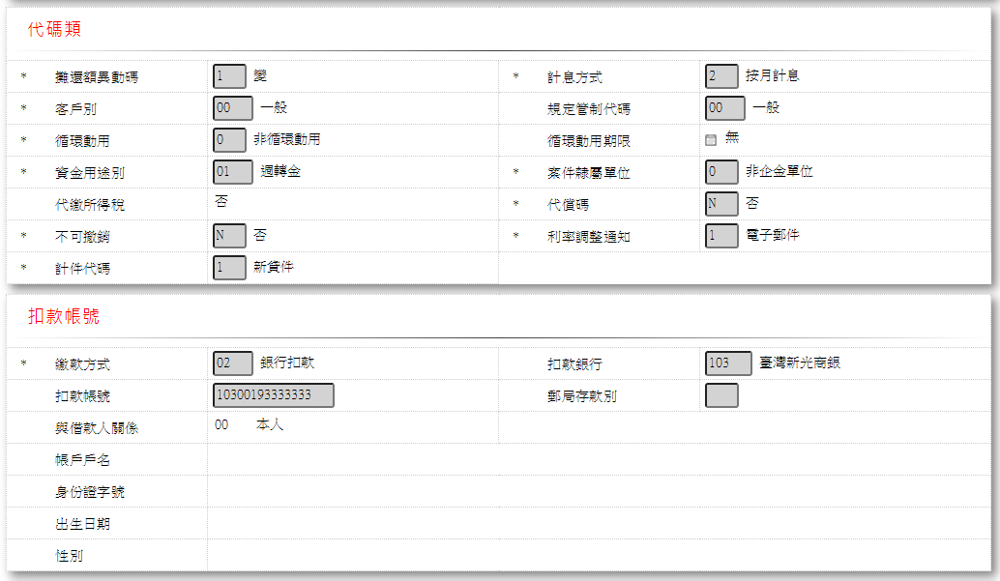 代碼類
* 攤還額異動碼 1 變 * 計息方式 2 按月計息
* 客戶別 00 一般 規定管制代碼 00 一般
* 循環動用 0 非循環動用 循環動用期限 無
* 資金用途別 01 週轉金 * 案件隸屬單位 0 非企金單位
代繳所得稅 否 * 代償碼 N 否
* 不可撤銷 N 否 * 利率調整通知 1 電子郵件
* 計件代碼 1 新貸件
扣款帳號
* 繳款方式 02 銀行扣款 扣款銀行 103 臺灣新光商銀
扣款帳號 10300193333333 郵局存款別
與借款人關係 00 本人
帳戶戶名
身份證字號
出生日期
性別